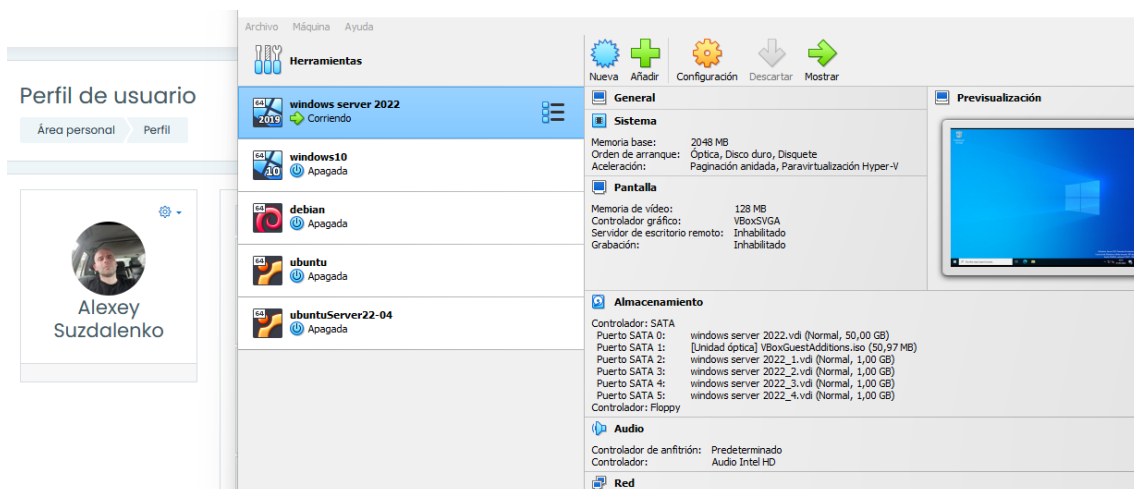 Perfil de usuario
Área personal Perfil
Alexey
Suzdalenko
Archivo Máquina Ayuda
Herramientas
64
2019
windows server 2022
Corriendo
64
10
windows10
Apagada
64
debian
Apagada
64
ubuntu
Apagada
64
ubuntuServer22-04
Apagada
Nueva Añadir Configuración Descartar Mostrar
General
Sistema
Memoria base: 2048 MB
Orden de arranque: Óptica, Disco duro, Disquete
Aceleración: Paginación anidada, Paravirtualización Hyper-V
Pantalla
Memoria de vídeo: 128 MB
Controlador gráfico: VBoxSVGA
Servidor de escritorio remoto: Inhabilitado
Grabación: Inhabilitado
Almacenamiento
Controlador: SATA
Puerto SATA 0: windows server 2022.vdi (Normal, 50,00 GB)
Puerto SATA 1: [Unidad óptica] VBoxGuestAdditions.iso (50,97 MB)
Puerto SATA 2: windows server 2022_1.vdi (Normal, 1,00 GB)
Puerto SATA 3: windows server 2022_2.vdi (Normal, 1,00 GB)
Puerto SATA 4: windows server 2022_3.vdi (Normal, 1,00 GB)
Puerto SATA 5: windows server 2022_4.vdi (Normal, 1,00 GB)
Controlador: Floppy
Audio
Controlador de anfitrión: Predeterminado
Controlador: Audio Intel HD
Red
Previsualización